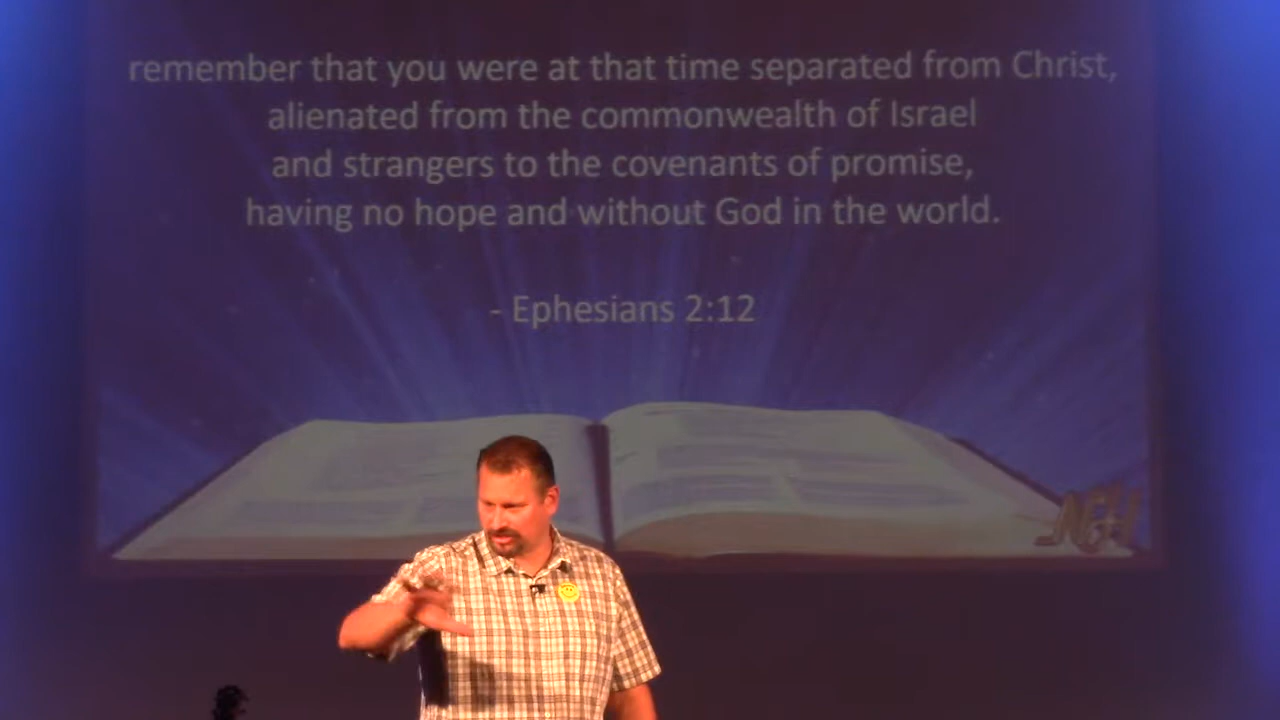 remember that you were at that time separated from Christ,
alienated from the commonwealth of Israel
and strangers to the covenants of promise,
having no hope and without God in the world.
- Ephesians 2:12